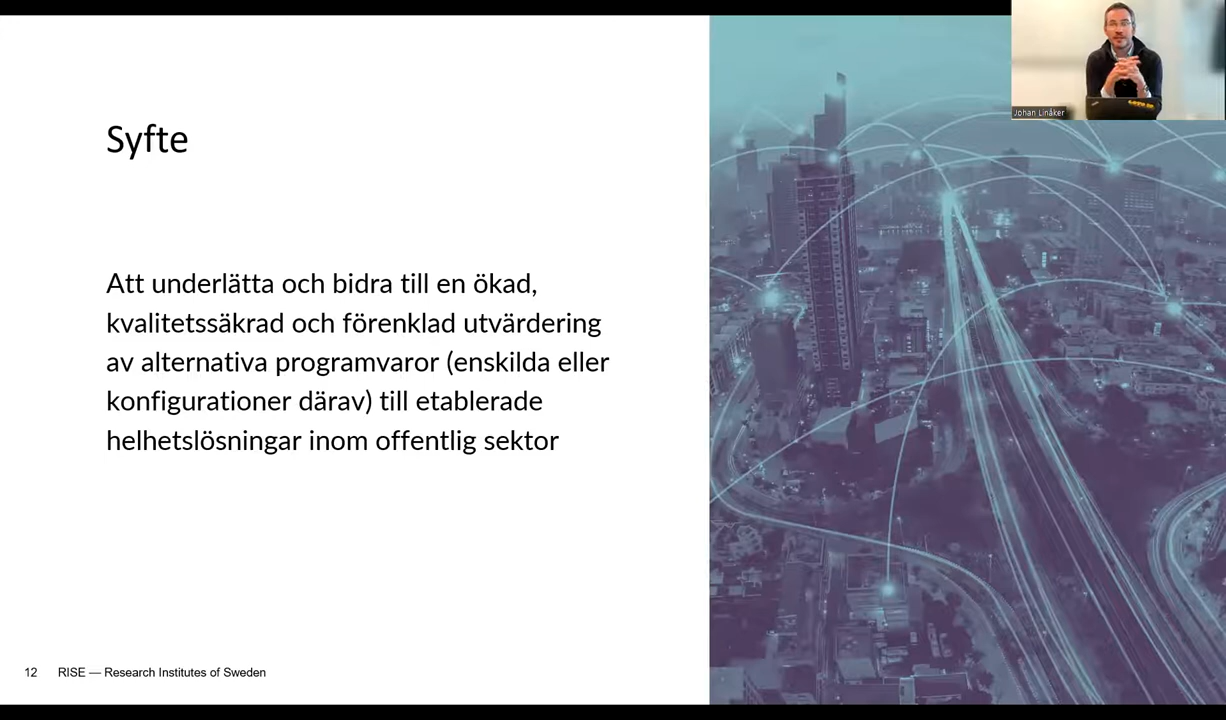 Syfte
Att underlätta och bidra till en ökad,
kvalitetssäkrad och förenklad utvärdering
av alternativa programvaror (enskilda eller
konfigurationer därav) till etablerade
helhetslösningar inom offentlig sektor
12 RISE — Research Institutes of Sweden
Johan Linåker